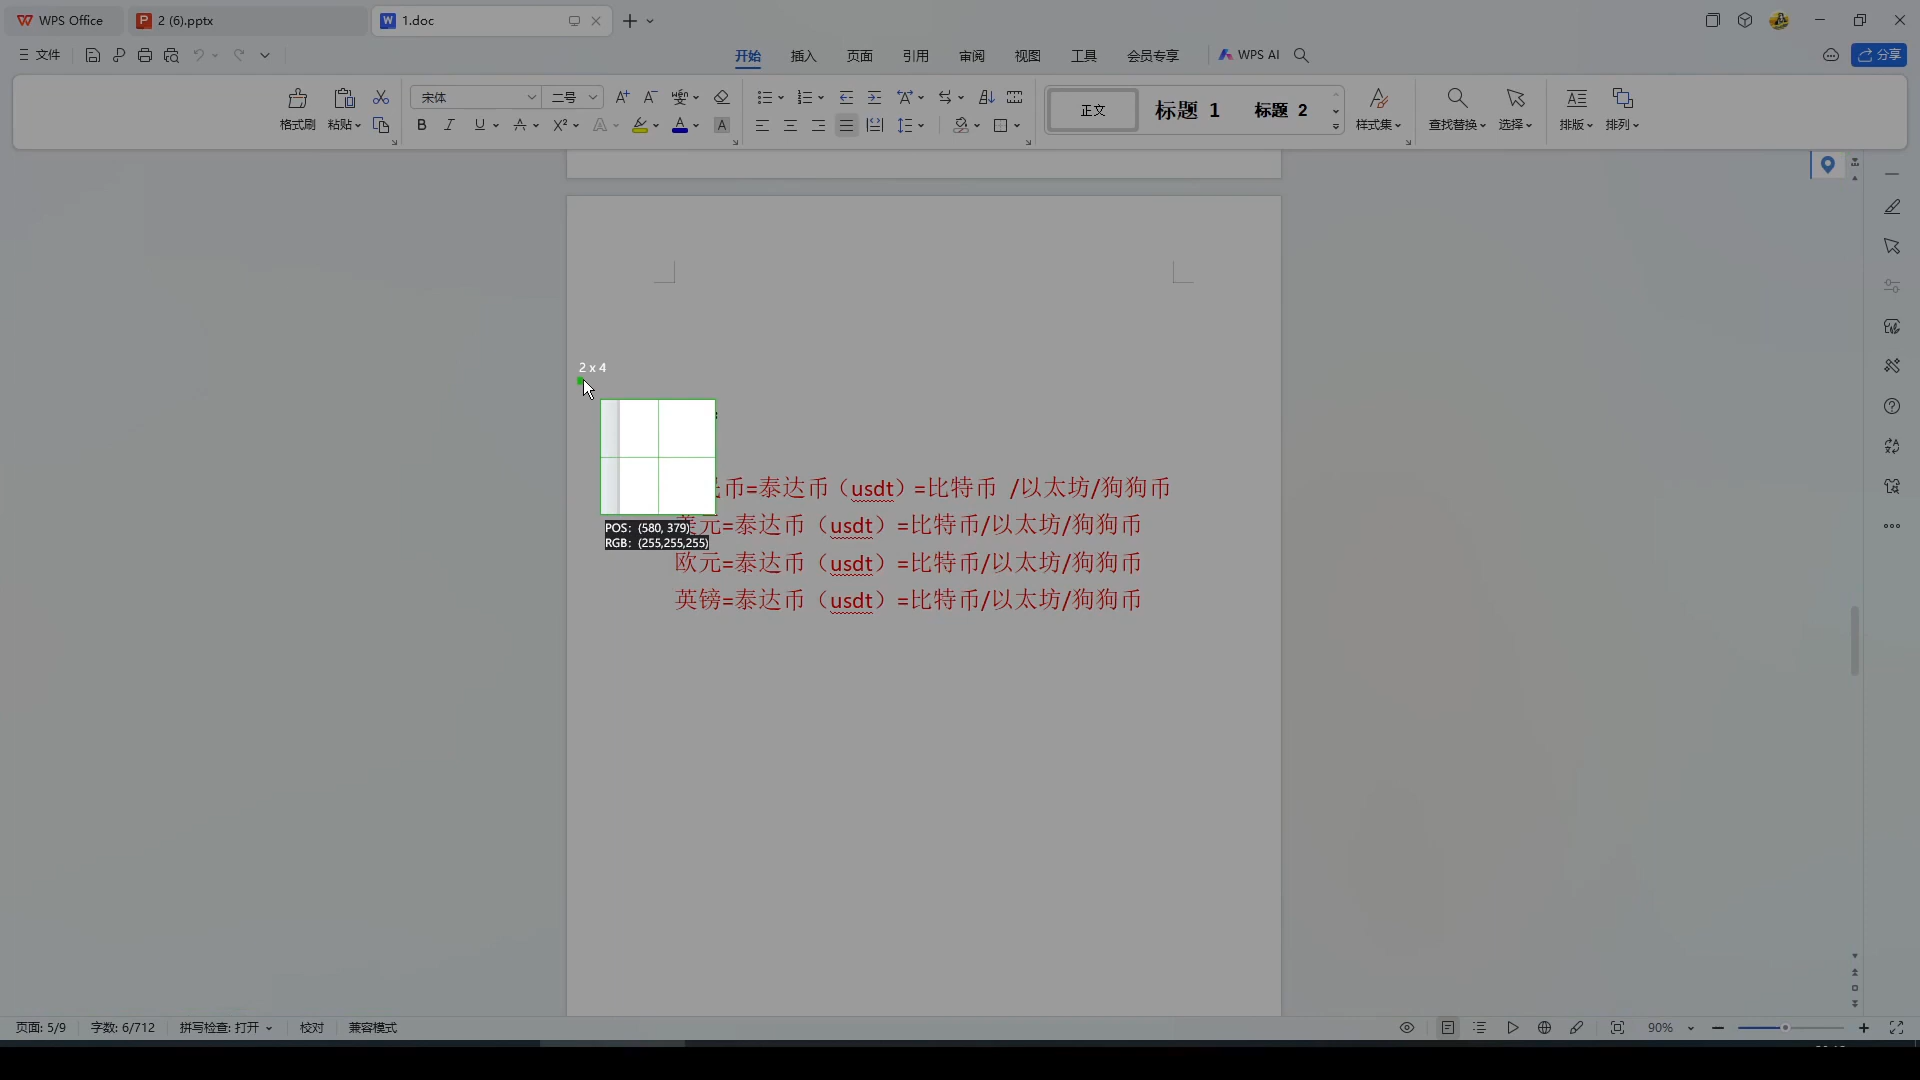 WPS Office
2 (6).pptx
1.doc
文件
开始
插入
页面
引用
审阅
视图
工具
会员专享
WPS AI
分享
格式刷
粘贴
宋体
二号
正文
标题 1
标题 2
样式集
查找替换
选择
排版
排列
2 x 4
币=泰达币（usdt）=比特币 /以太坊/狗狗币
POS: (580, 379)
美元=泰达币（usdt）=比特币/以太坊/狗狗币
RGB: (255,255,255)
欧元=泰达币（usdt）=比特币/以太坊/狗狗币
英镑=泰达币（usdt）=比特币/以太坊/狗狗币
页面: 5/9
字数: 6/712
拼写检查: 打开
校对
兼容模式
90%